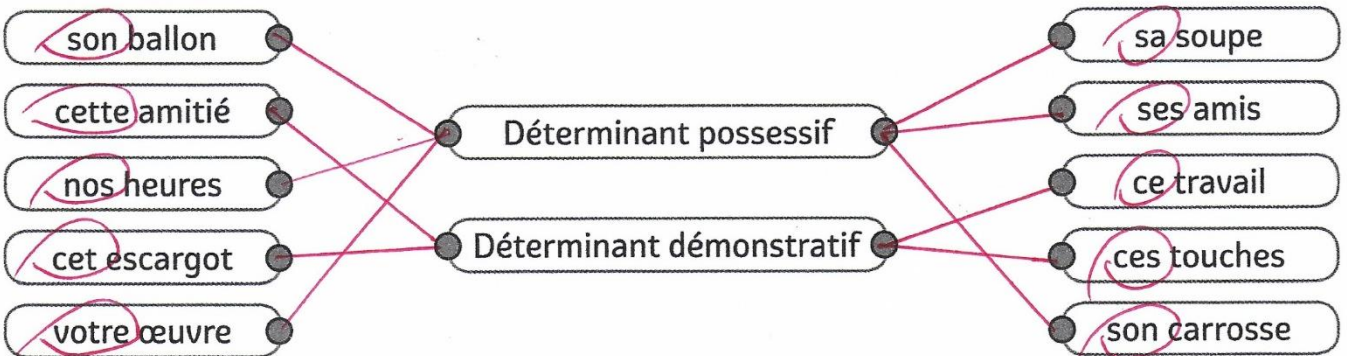 son ballon
cette amitié
nos heures
cet escargot
votre œuvre
Déterminant possessif
Déterminant démonstratif
sa soupe
ses amis
ce travail
ces touches
son carrosse